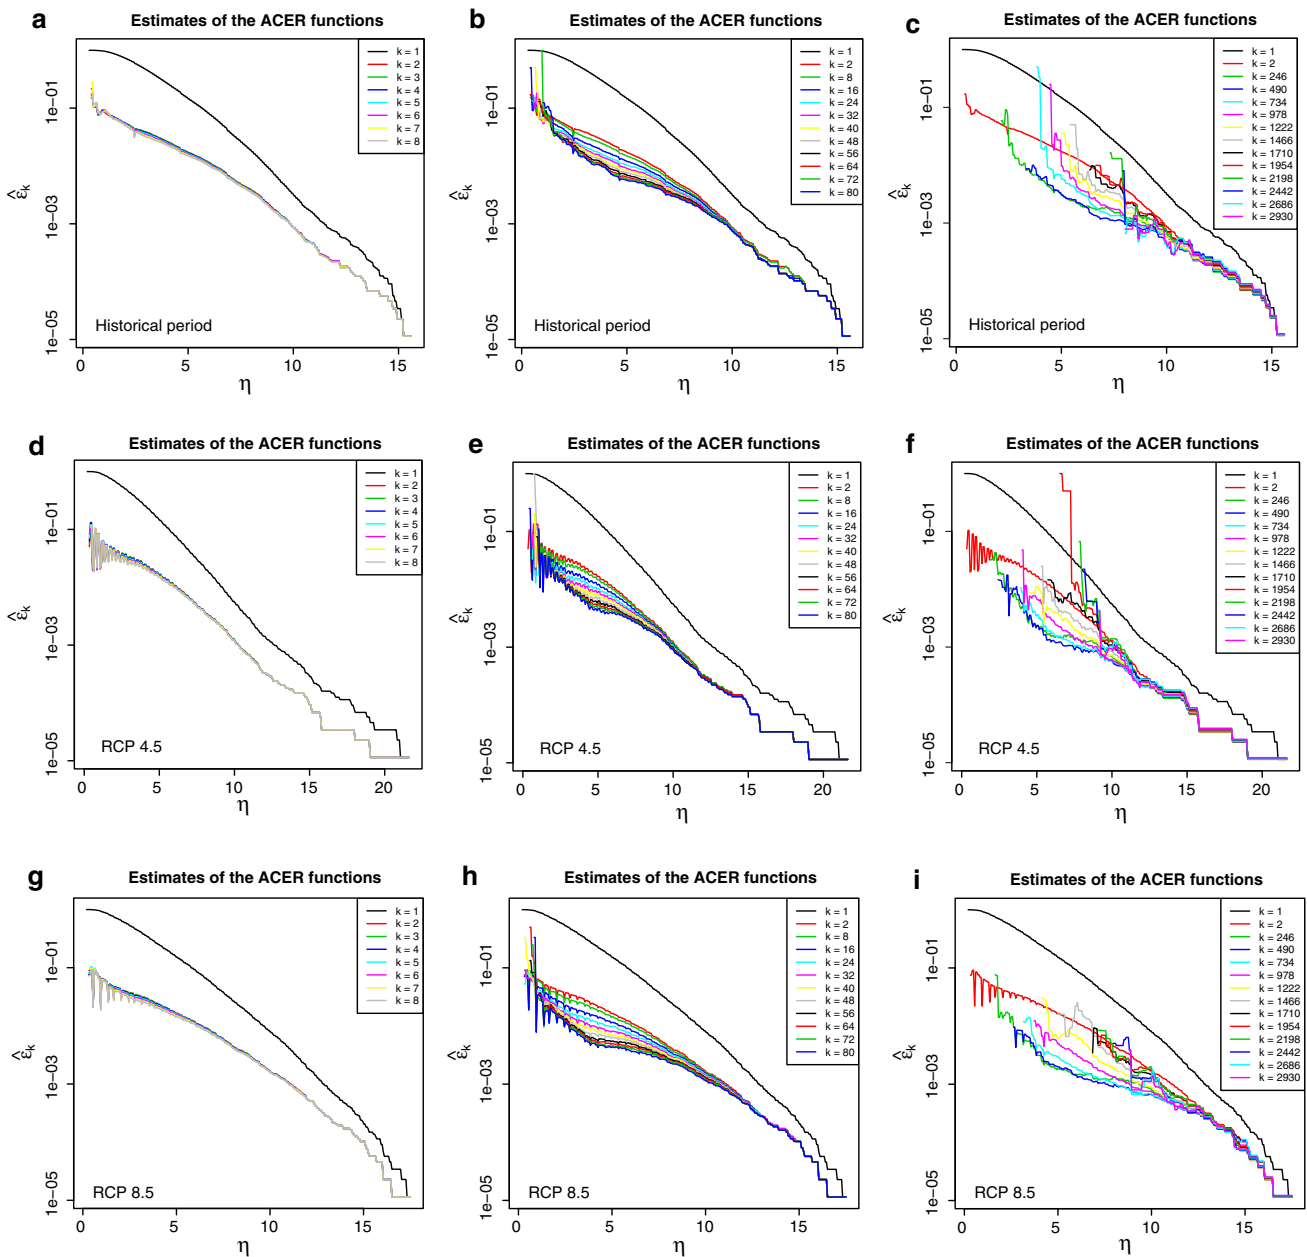 a
Estimates of the ACER functions
k = 1
k = 2
k = 3
k = 4
k = 5
k = 6
k = 7
k = 8
1e−01
1e−03
1e−05
ε̂k
Historical period
0 5 10 15
η
b
Estimates of the ACER functions
k = 1
k = 2
k = 8
k = 16
k = 24
k = 32
k = 40
k = 48
k = 56
k = 64
k = 72
k = 80
1e−01
1e−03
1e−05
ε̂k
Historical period
0 5 10 15
η
c
Estimates of the ACER functions
k = 1
k = 2
k = 246
k = 490
k = 734
k = 978
k = 1222
k = 1466
k = 1710
k = 1954
k = 2198
k = 2442
k = 2686
k = 2930
1e−01
1e−03
1e−05
ε̂k
Historical period
0 5 10 15
η
d
Estimates of the ACER functions
k = 1
k = 2
k = 3
k = 4
k = 5
k = 6
k = 7
k = 8
1e−01
1e−03
1e−05
ε̂k
RCP 4.5
0 5 10 15 20
η
e
Estimates of the ACER functions
k = 1
k = 2
k = 8
k = 16
k = 24
k = 32
k = 40
k = 48
k = 56
k = 64
k = 72
k = 80
1e−01
1e−03
1e−05
ε̂k
RCP 4.5
0 5 10 15 20
η
f
Estimates of the ACER functions
k = 1
k = 2
k = 246
k = 490
k = 734
k = 978
k = 1222
k = 1466
k = 1710
k = 1954
k = 2198
k = 2442
k = 2686
k = 2930
1e−01
1e−03
1e−05
ε̂k
RCP 4.5
0 5 10 15 20
η
g
Estimates of the ACER functions
k = 1
k = 2
k = 3
k = 4
k = 5
k = 6
k = 7
k = 8
1e−01
1e−03
1e−05
ε̂k
RCP 8.5
0 5 10 15
η
h
Estimates of the ACER functions
k = 1
k = 2
k = 8
k = 16
k = 24
k = 32
k = 40
k = 48
k = 56
k = 64
k = 72
k = 80
1e−01
1e−03
1e−05
ε̂k
RCP 8.5
0 5 10 15
η
i
Estimates of the ACER functions
k = 1
k = 2
k = 246
k = 490
k = 734
k = 978
k = 1222
k = 1466
k = 1710
k = 1954
k = 2198
k = 2442
k = 2686
k = 2930
1e−01
1e−03
1e−05
ε̂k
RCP 8.5
0 5 10 15
η